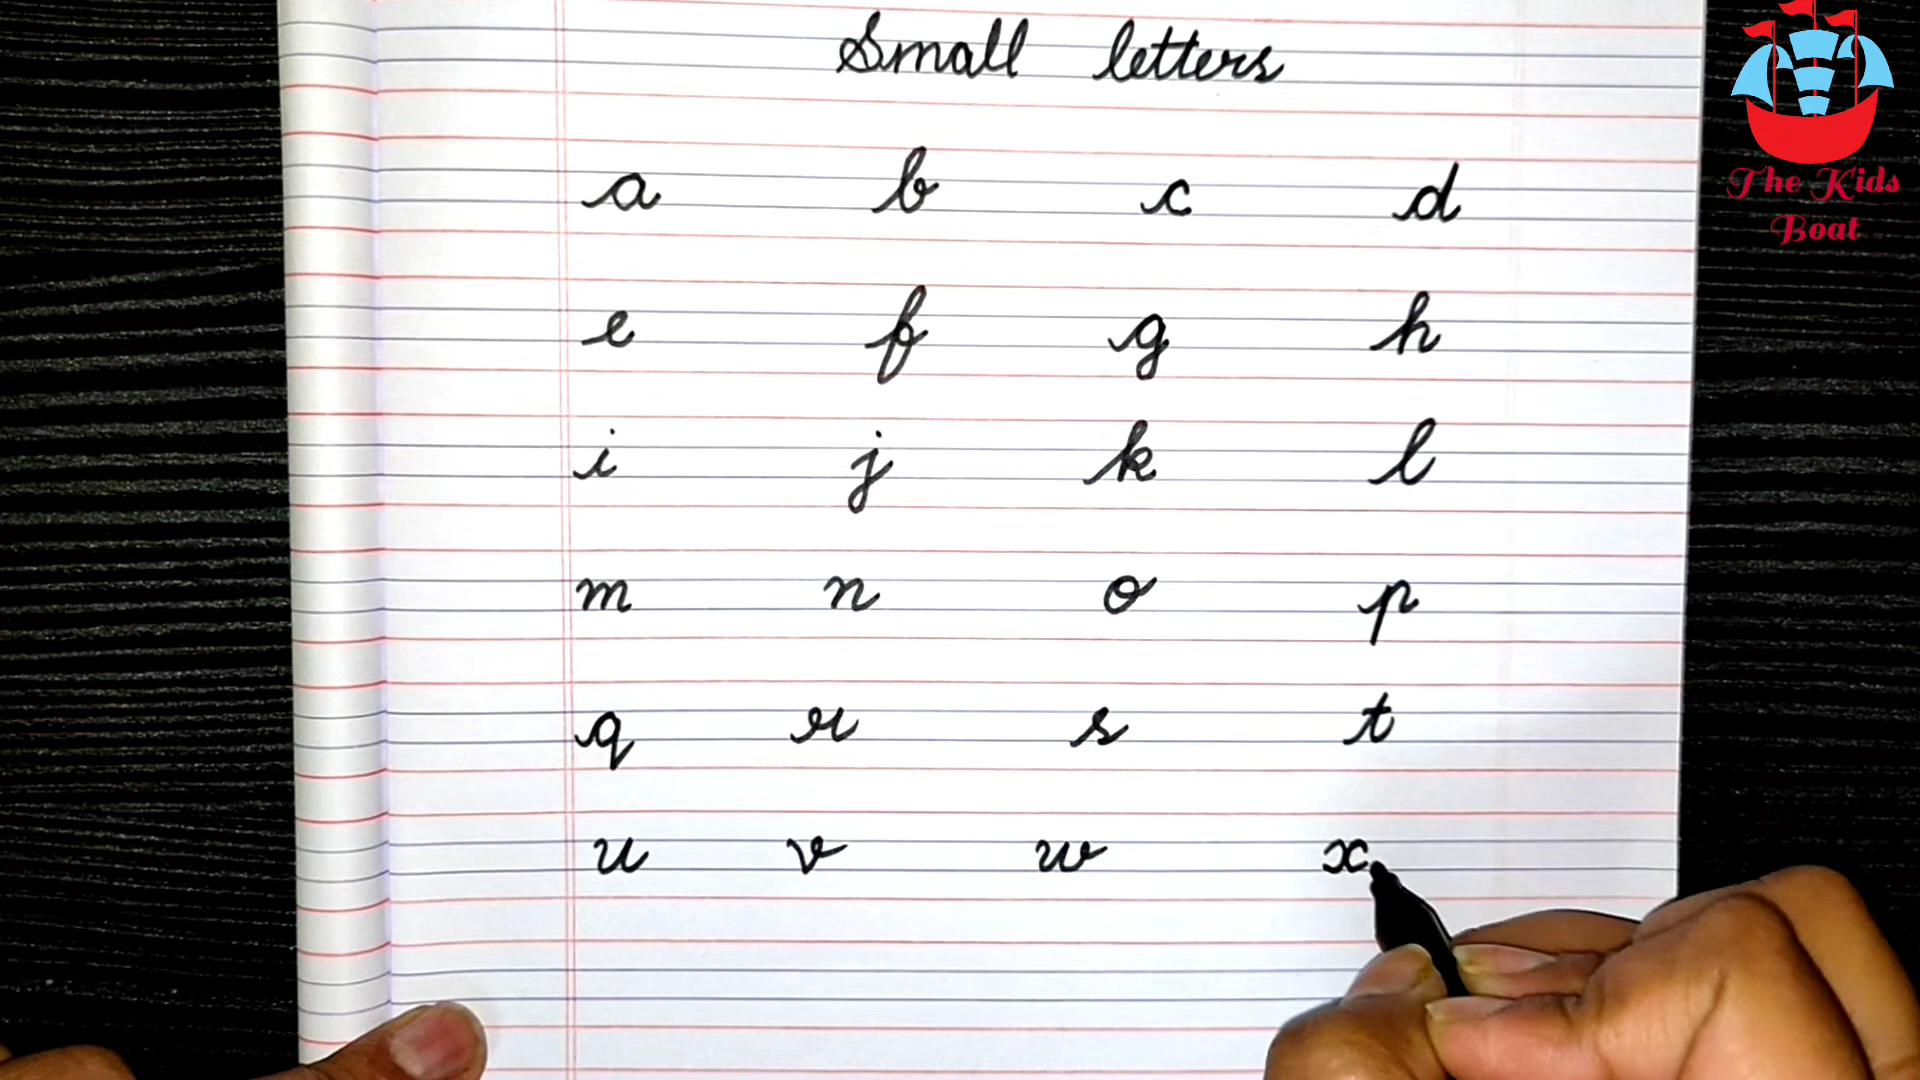 Small letters
a b c d
e f g h
i j k l
m n o p
q r s t
u v w x
The Kids
Boat